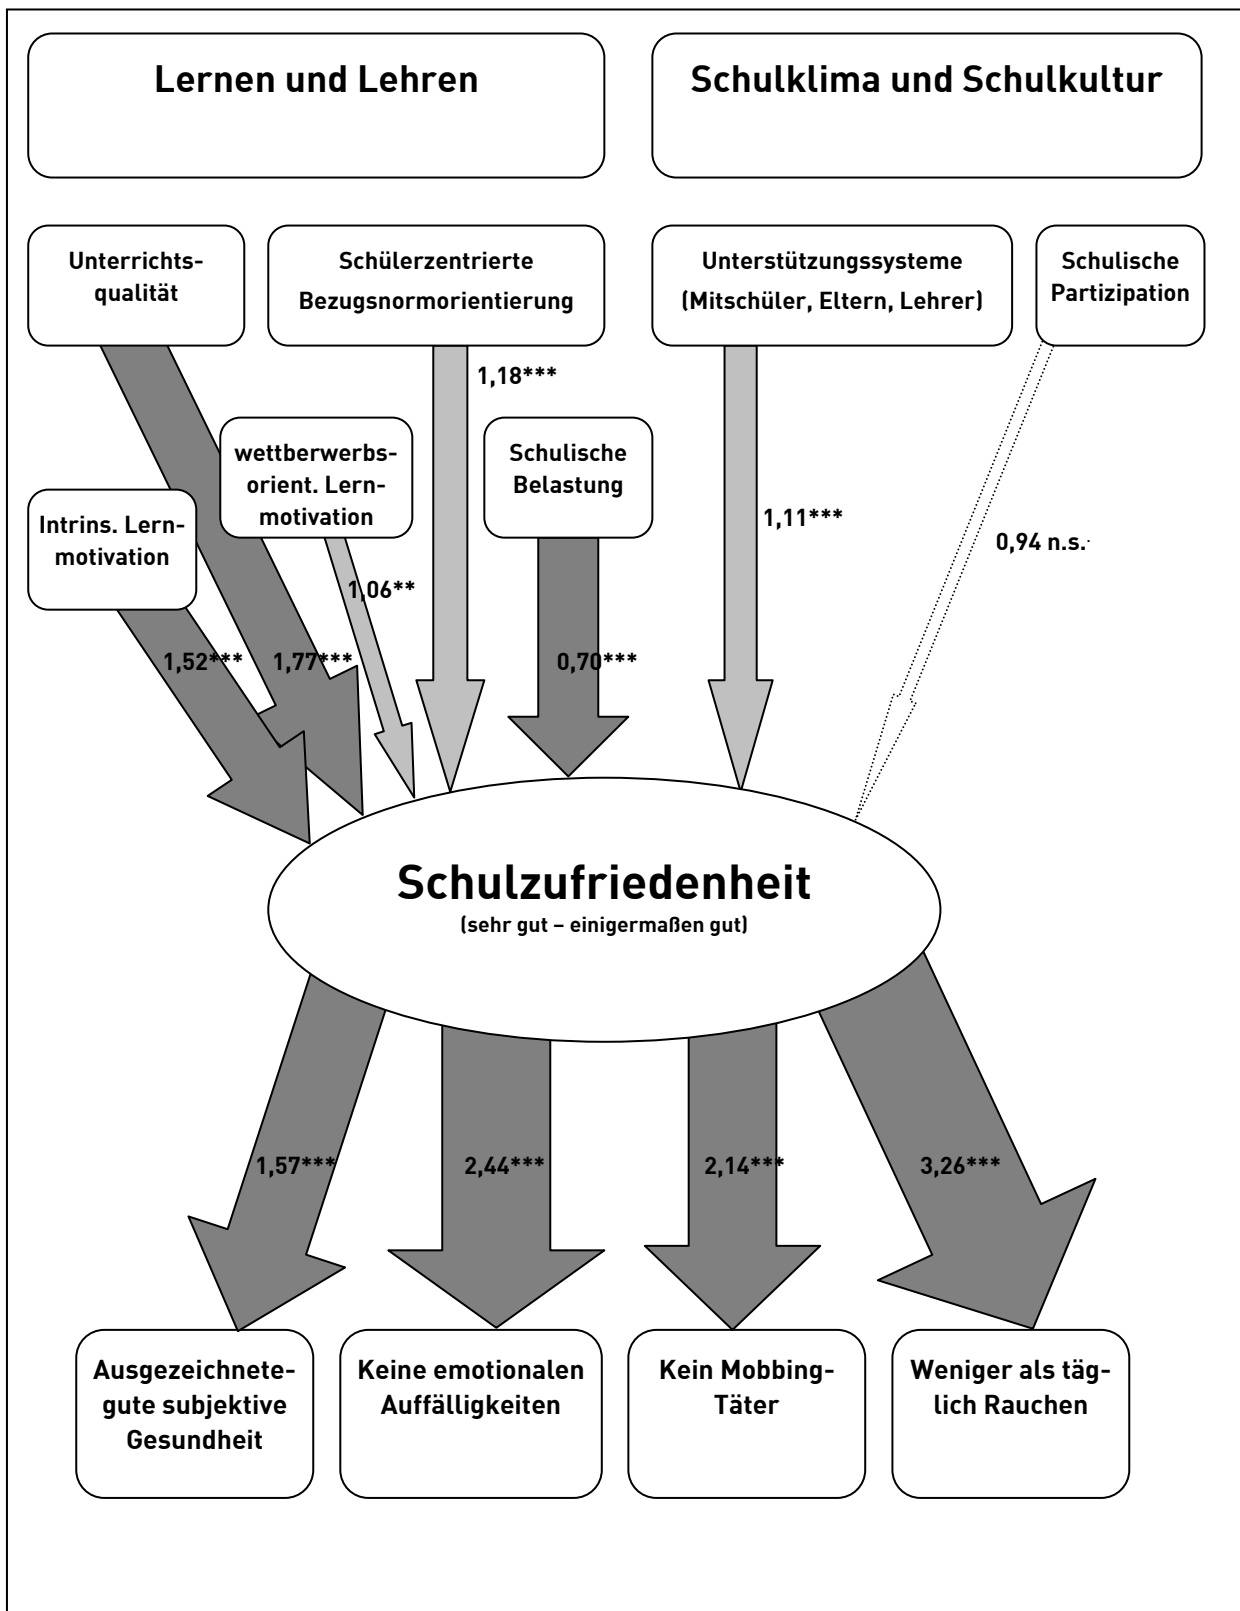 Lernen und Lehren
Schulklima und Schulkultur
Unterrichts-
qualität
Schülerzentrierte
Bezugsnormorientierung
Unterstützungssysteme
(Mitschüler, Eltern, Lehrer)
Schulische
Partizipation
1,18***
wettberwerbs-
orient. Lern-
motivation
Schulische
Belastung
Intrins. Lern-
motivation
1,11***
0,94 n.s.
1,06**
1,52***
1,77***
0,70***
Schulzufriedenheit
(sehr gut – einigermaßen gut)
1,57***
2,44***
2,14***
3,26***
Ausgezeichnete-
gute subjektive
Gesundheit
Keine emotionalen
Auffälligkeiten
Kein Mobbing-
Täter
Weniger als täg-
lich Rauchen